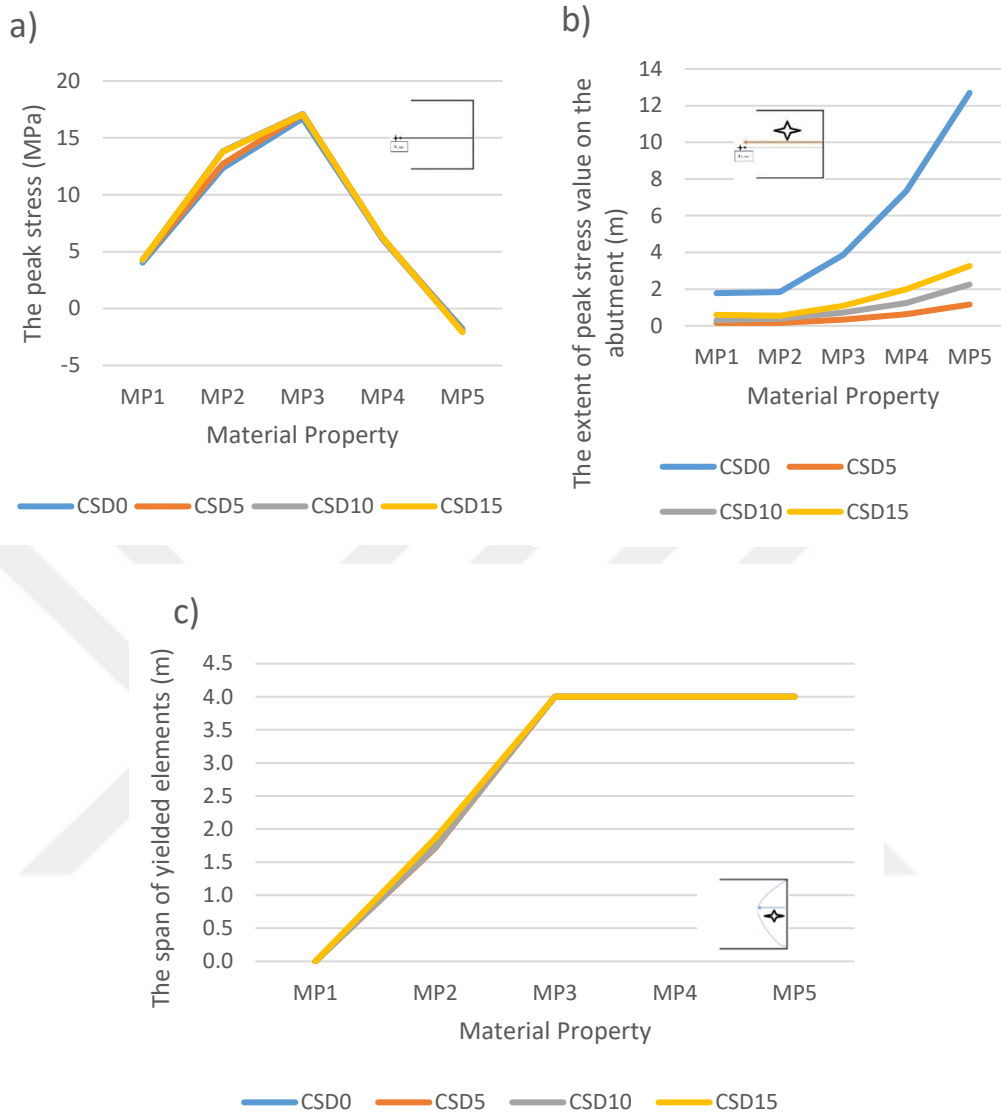 a)
20
15
10
5
0
-5
The peak stress (MPa)
MP1 MP2 MP3 MP4 MP5
Material Property
CSD0 CSD5 CSD10 CSD15
b)
14
12
10
8
6
4
2
0
The extent of peak stress value on the
abutment (m)
MP1 MP2 MP3 MP4 MP5
Material Property
CSD0 CSD5
CSD10 CSD15
c)
4.5
4.0
3.5
3.0
2.5
2.0
1.5
1.0
0.5
0.0
The span of yielded elements (m)
MP1 MP2 MP3 MP4 MP5
Material Property
CSD0 CSD5 CSD10 CSD15